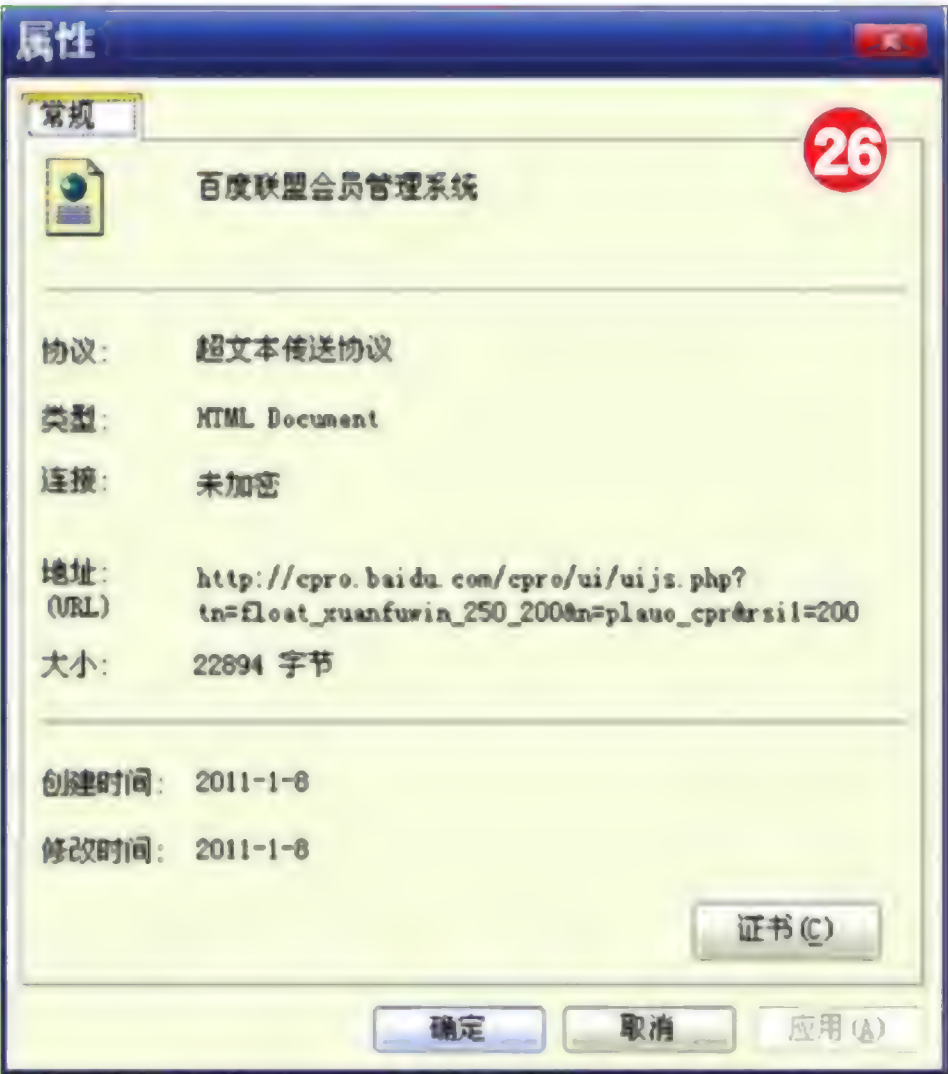 属性
常规
26
百度联盟会员管理系统
协议: 超文本传送协议
类型: HTML Document
连接: 未加密
地址: http://cpro.baidu.com/cpro/ui/uijs.php?
(URL) tn=float_xuanfuwin_250_200&n=plauo_cpr&rsi1=200
大小: 22894 字节
创建时间: 2011-1-8
修改时间: 2011-1-8
证书(C)
确定 取消 应用(A)